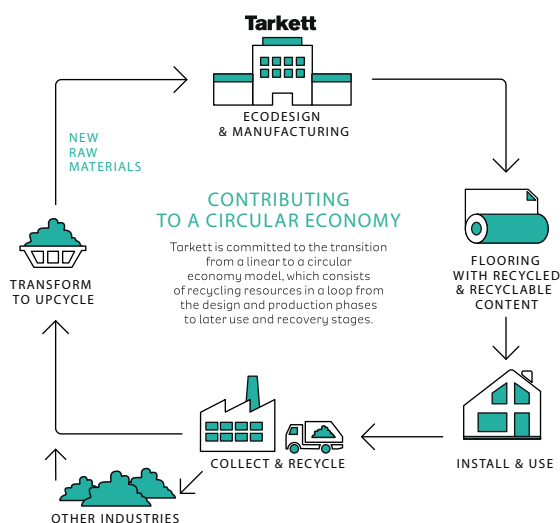 Tarkett
ECODESIGN
& MANUFACTURING
NEW
RAW
MATERIALS
CONTRIBUTING
TO A CIRCULAR ECONOMY
Tarkett is committed to the transition
from a linear to a circular
economy model, which consists
of recycling resources in a loop from
the design and production phases
to later use and recovery stages.
FLOORING
WITH RECYCLED
& RECYCLABLE
CONTENT
TRANSFORM
TO UPCYCLE
COLLECT & RECYCLE
INSTALL & USE
OTHER INDUSTRIES